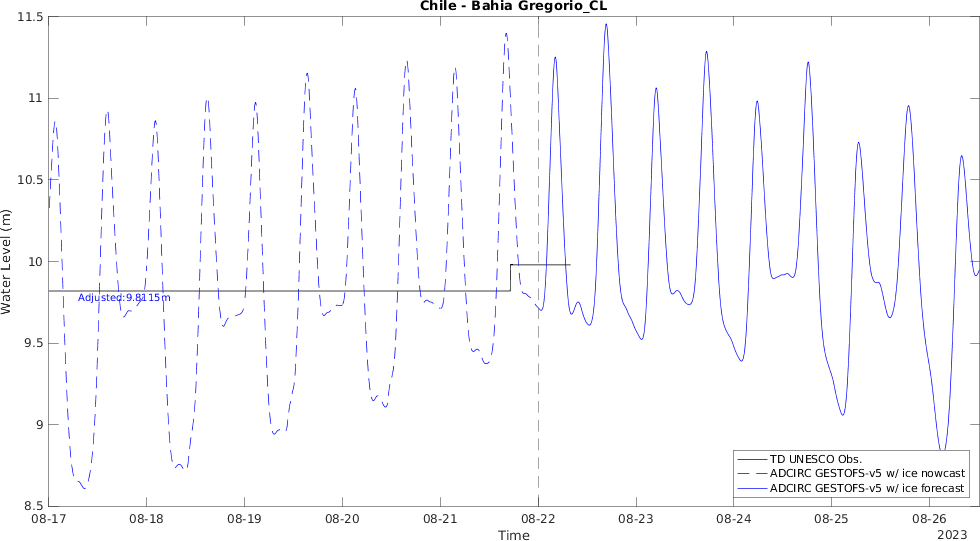 Chile - Bahia Gregorio_CL
11.5
11
10.5
10
9.5
9
8.5
Water Level (m)
Adjusted:9.8115m
TD UNESCO Obs.
ADCIRC GESTOFS-v5 w/ ice nowcast
ADCIRC GESTOFS-v5 w/ ice forecast
08-17 08-18 08-19 08-20 08-21 08-22 08-23 08-24 08-25 08-26
Time
2023